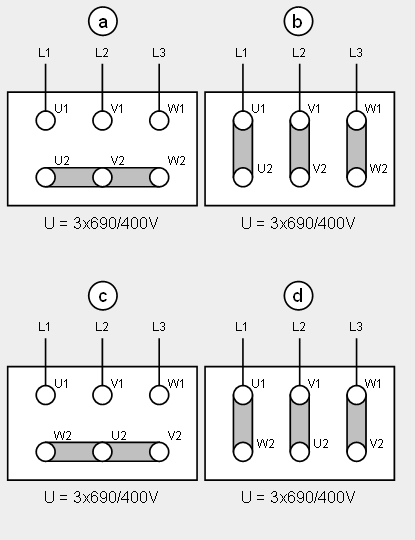 a b
L1 L2 L3 L1 L2 L3
U1 V1 W1 U1 V1 W1
U2 V2 W2 U2 V2 W2
U = 3x690/400V U = 3x690/400V
c d
L1 L2 L3 L1 L2 L3
U1 V1 W1 U1 V1 W1
W2 U2 V2 W2 U2 V2
U = 3x690/400V U = 3x690/400V